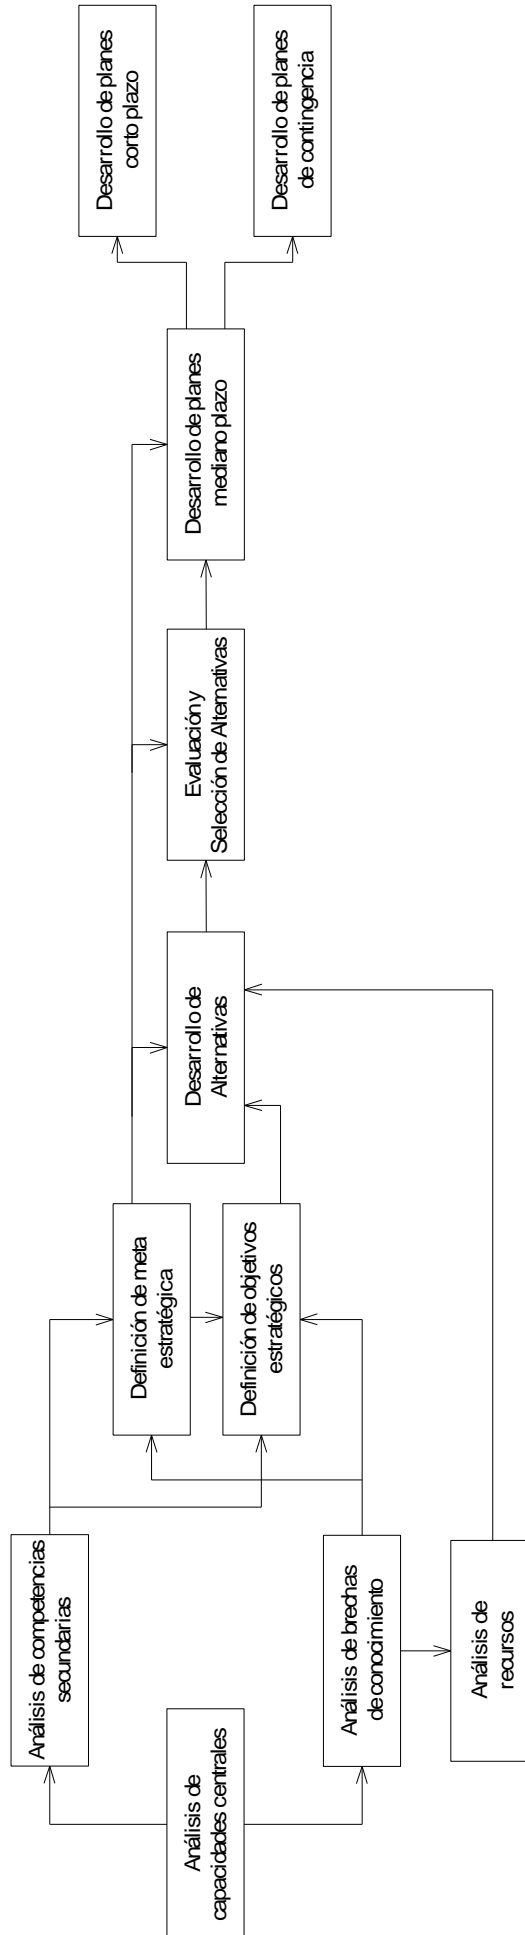 Análisis de
capacidades centrales
Análisis de competencias
secundarias
Análisis de brechas
de conocimiento
Análisis de
recursos
Definición de meta
estratégica
Definición de objetivos
estratégicos
Desarrollo de
Alternativas
Evaluación y
Selección de Alternativas
Desarrollo de planes
mediano plazo
Desarrollo de planes
corto plazo
Desarrollo de planes
de contingencia